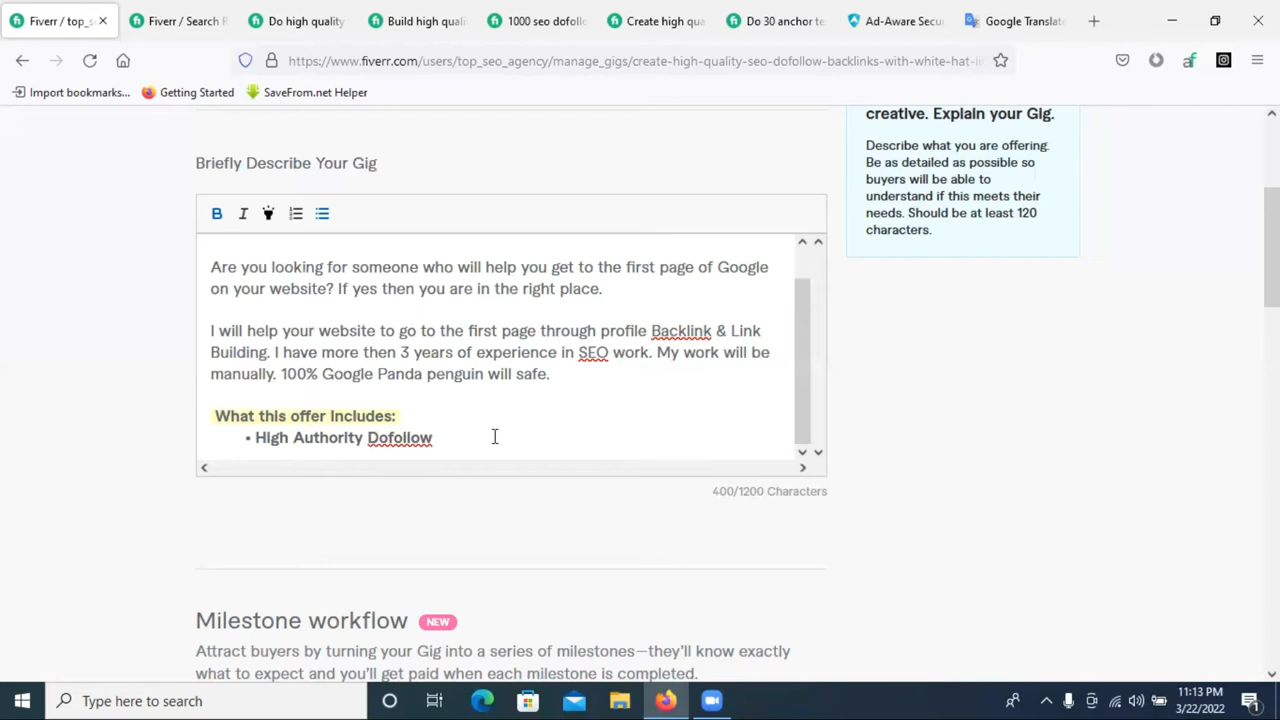 Fiverr / top_s
Fiverr / Search R
Do high quality
Build high quali
1000 seo dofollo
Create high qua
Do 30 anchor te
Ad-Aware Secu
Google Translate
https://www.fiverr.com/users/top_seo_agency/manage_gigs/create-high-quality-seo-dofollow-backlinks-with-white-hat-li
Import bookmarks...
Getting Started
SaveFrom.net Helper
creative. Explain your Gig.
Describe what you are offering.
Be as detailed as possible so
buyers will be able to
understand if this meets their
needs. Should be at least 120
characters.
Briefly Describe Your Gig
B I
Are you looking for someone who will help you get to the first page of Google
on your website? If yes then you are in the right place.
I will help your website to go to the first page through profile Backlink & Link
Building. I have more then 3 years of experience in SEO work. My work will be
manually. 100% Google Panda penguin will safe.
What this offer Includes:
• High Authority Dofollow
400/1200 Characters
Milestone workflow NEW
Attract buyers by turning your Gig into a series of milestones—they'll know exactly
what to expect and you'll get paid when each milestone is completed.
Type here to search
11:13 PM
3/22/2022
1